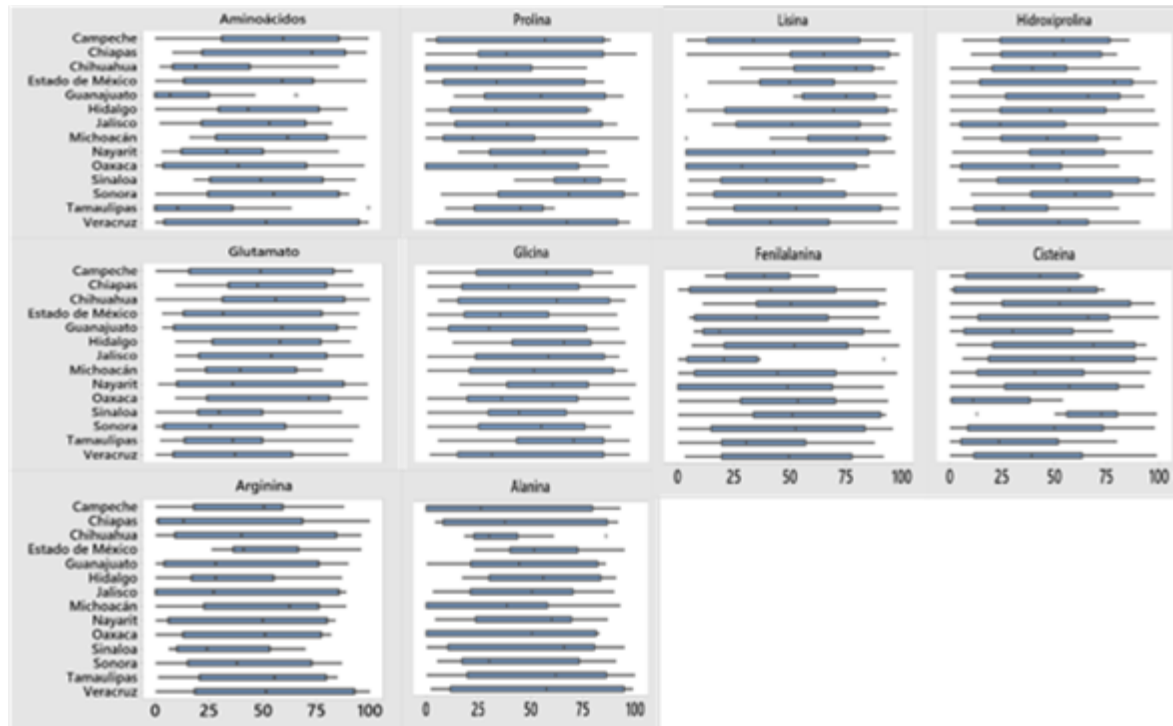 Aminoácidos Prolina Lisina Hidroxiprolina
Campeche
Chiapas
Chihuahua
Estado de México
Guanajuato
Hidalgo
Jalisco
Michoacán
Nayarit
Oaxaca
Sinaloa
Sonora
Tamaulipas
Veracruz
Glutamato Glicina Fenilalanina Cisteina
Campeche
Chiapas
Chihuahua
Estado de México
Guanajuato
Hidalgo
Jalisco
Michoacán
Nayarit
Oaxaca
Sinaloa
Sonora
Tamaulipas
Veracruz
0 25 50 75 100 0 25 50 75 100
Arginina Alanina
Campeche
Chiapas
Chihuahua
Estado de México
Guanajuato
Hidalgo
Jalisco
Michoacán
Nayarit
Oaxaca
Sinaloa
Sonora
Tamaulipas
Veracruz
0 25 50 75 100 0 25 50 75 100